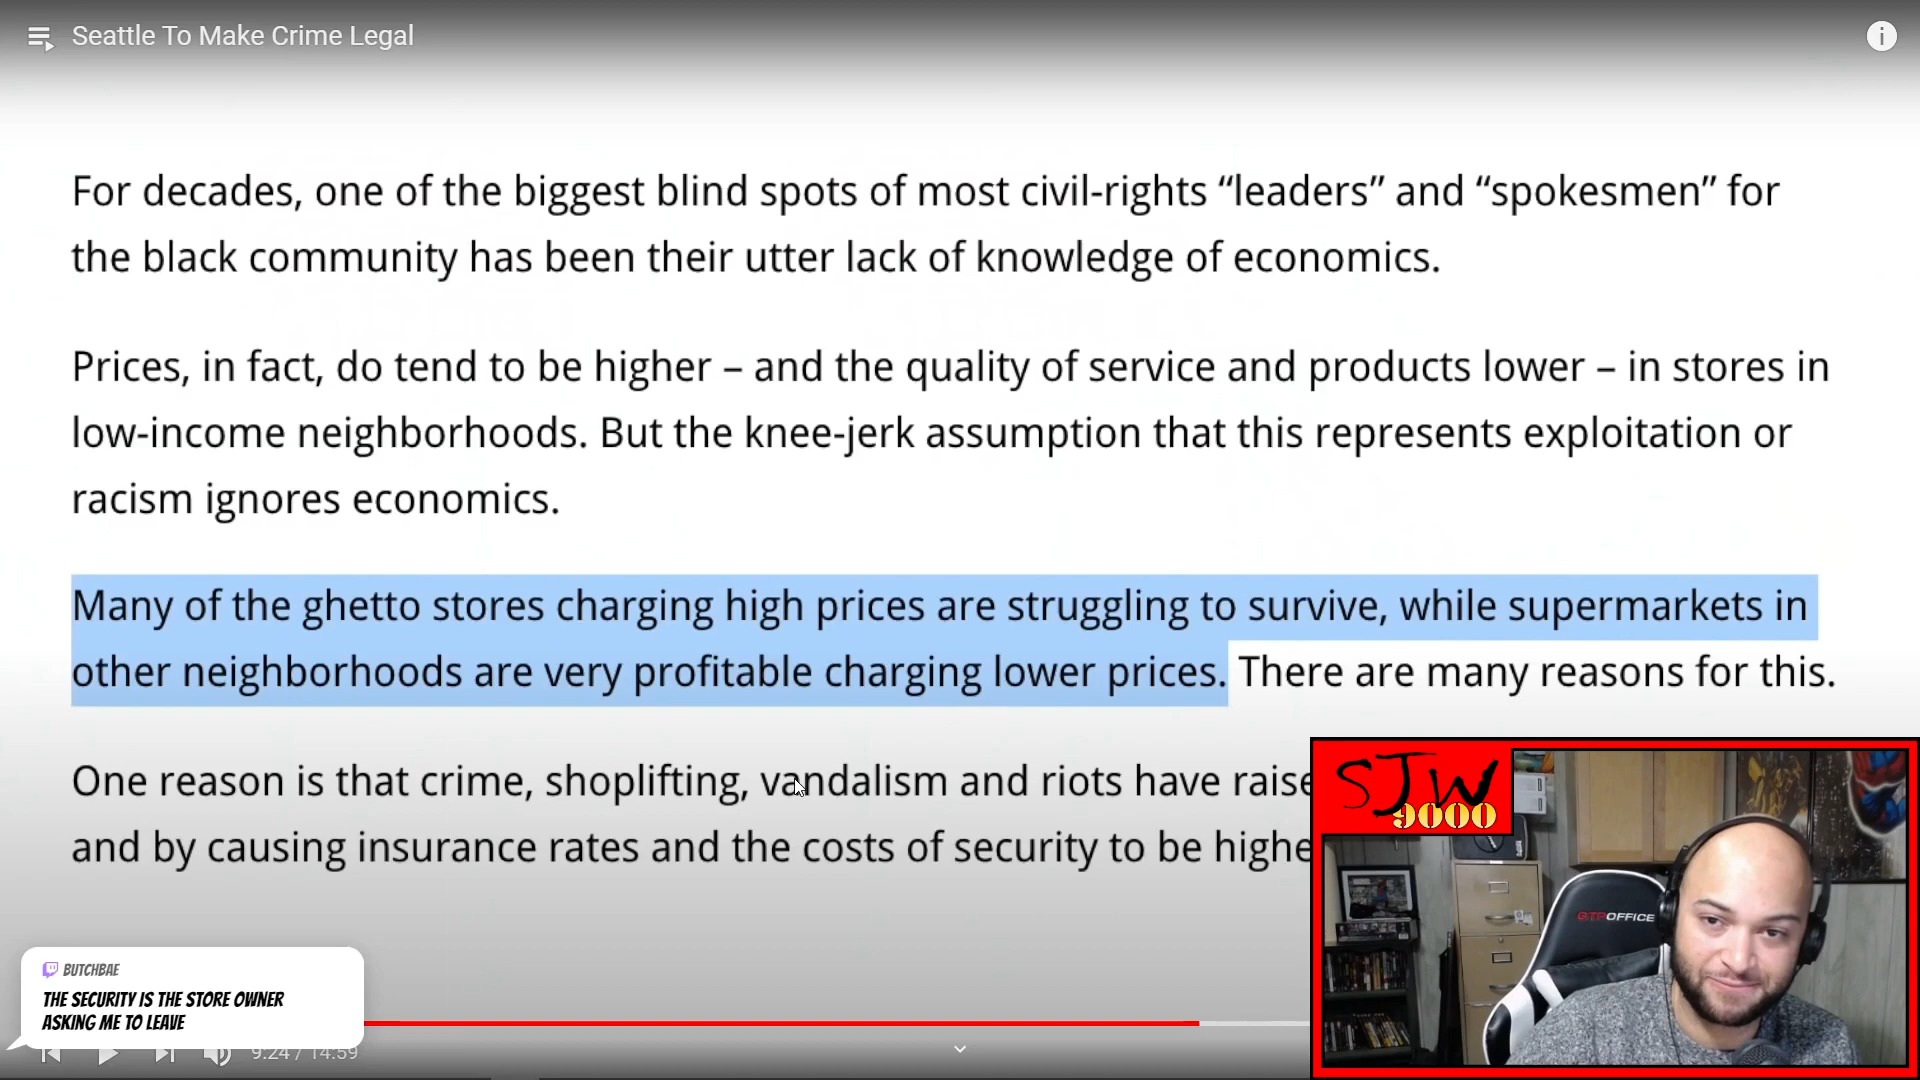 Seattle To Make Crime Legal
For decades, one of the biggest blind spots of most civil-rights “leaders” and “spokesmen” for
the black community has been their utter lack of knowledge of economics.
Prices, in fact, do tend to be higher – and the quality of service and products lower – in stores in
low-income neighborhoods. But the knee-jerk assumption that this represents exploitation or
racism ignores economics.
Many of the ghetto stores charging high prices are struggling to survive, while supermarkets in
other neighborhoods are very profitable charging lower prices. There are many reasons for this.
One reason is that crime, shoplifting, vandalism and riots have raise
and by causing insurance rates and the costs of security to be highe
SJW
9000
GTPOFFICE
BUTCHBAE
THE SECURITY IS THE STORE OWNER
ASKING ME TO LEAVE
9:24 / 14:59